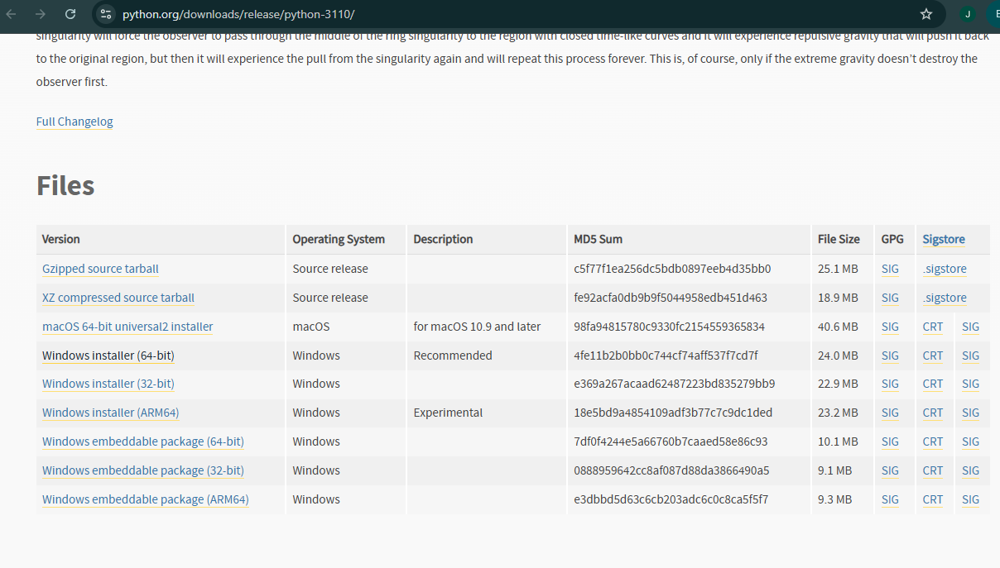 python.org/downloads/release/python-3110/
J
singularity will force the observer to pass through the middle of the ring singularity to the region with closed time-like curves and it will experience repulsive gravity that will push it back
to the original region, but then it will experience the pull from the singularity again and will repeat this process forever. This is, of course, only if the extreme gravity doesn’t destroy the
observer first.
Full Changelog
Files
Version Operating System Description MD5 Sum File Size GPG Sigstore
Gzipped source tarball Source release c5f77f1ea256dc5bdb0897eeb4d35bb0 25.1 MB SIG .sigstore
XZ compressed source tarball Source release fe92acfa0db9b9f5044958edb451d463 18.9 MB SIG .sigstore
macOS 64-bit universal2 installer macOS for macOS 10.9 and later 98fa94815780c9330fc2154559365834 40.6 MB SIG CRT SIG
Windows installer (64-bit) Windows Recommended 4fe11b2b0bb0c744cf74aff537f7cd7f 24.0 MB SIG CRT SIG
Windows installer (32-bit) Windows e369a267acaad62487223bd835279bb9 22.9 MB SIG CRT SIG
Windows installer (ARM64) Windows Experimental 18e5bd9a4854109adf3b77c7c9dc1ded 23.2 MB SIG CRT SIG
Windows embeddable package (64-bit) Windows 7df0f4244e5a66760b7caaed58e86c93 10.1 MB SIG CRT SIG
Windows embeddable package (32-bit) Windows 0888959642cc8af087d88da3866490a5 9.1 MB SIG CRT SIG
Windows embeddable package (ARM64) Windows e3dbbd5d63c6cb203adc6c0c8ca5f5f7 9.3 MB SIG CRT SIG